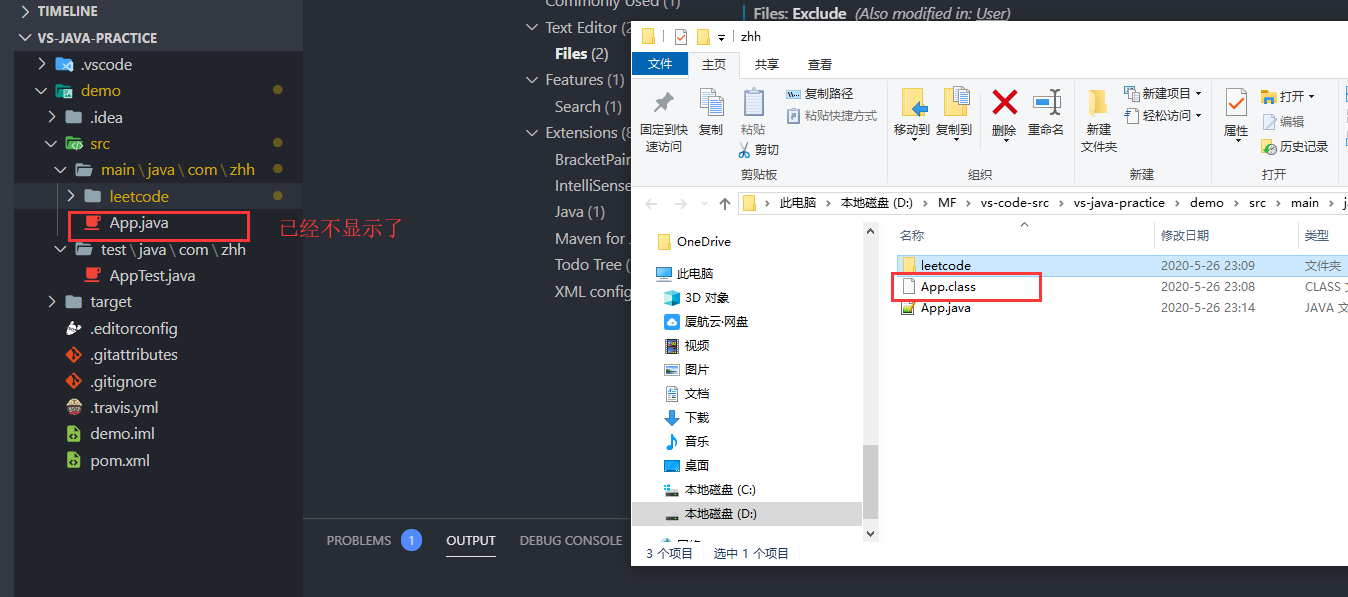 TIMELINE
VS-JAVA-PRACTICE
.vscode
demo
.idea
src
main\java\com\zhh
leetcode
App.java
test\java\com\zhh
AppTest.java
target
.editorconfig
.gitattributes
.gitignore
.travis.yml
demo.iml
pom.xml
已经不显示了
Commonly Used (1)
Text Editor (2
Files (2)
Features (1)
Search (1)
Extensions (8
BracketPair
IntelliSense
Java (1)
Maven for
Todo Tree (
XML config
Files: Exclude (Also modified in: User)
PROBLEMS 1 OUTPUT DEBUG CONSOLE
zhh
文件 主页 共享 查看
固定到快
速访问
复制
粘贴
复制路径
粘贴快捷方式
剪切
剪贴板
移动到 复制到 删除 重命名
组织
新建
文件夹
新建项目
轻松访问
新建
属性
打开
编辑
历史记录
打开
此电脑 本地磁盘 (D:) MF vs-code-src vs-java-practice demo src main
OneDrive
此电脑
3D 对象
厦航云·网盘
视频
图片
文档
下载
音乐
桌面
本地磁盘 (C:)
本地磁盘 (D:)
名称 修改日期 类型
leetcode 2020-5-26 23:09 文件夹
App.class 2020-5-26 23:08 CLASS
App.java 2020-5-26 23:14 JAVA 文
3 个项目 选中 1 个项目